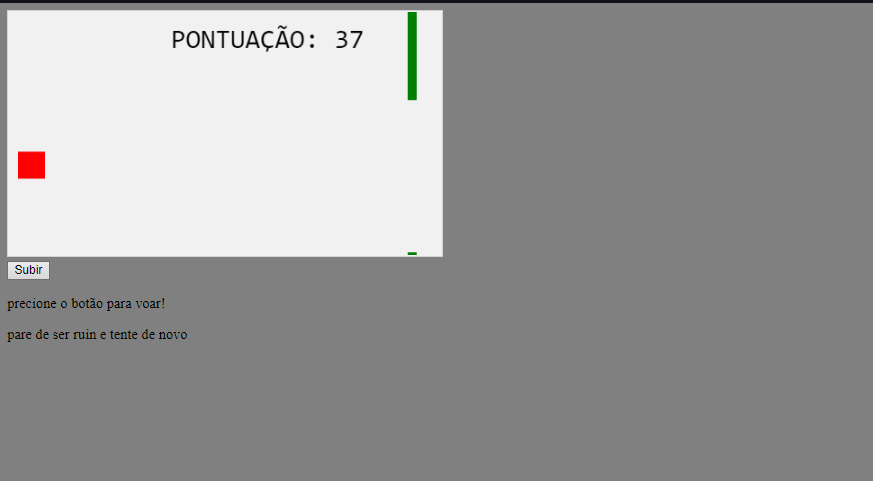 PONTUAÇÃO: 37
Subir
precione o botão para voar!
pare de ser ruin e tente de novo